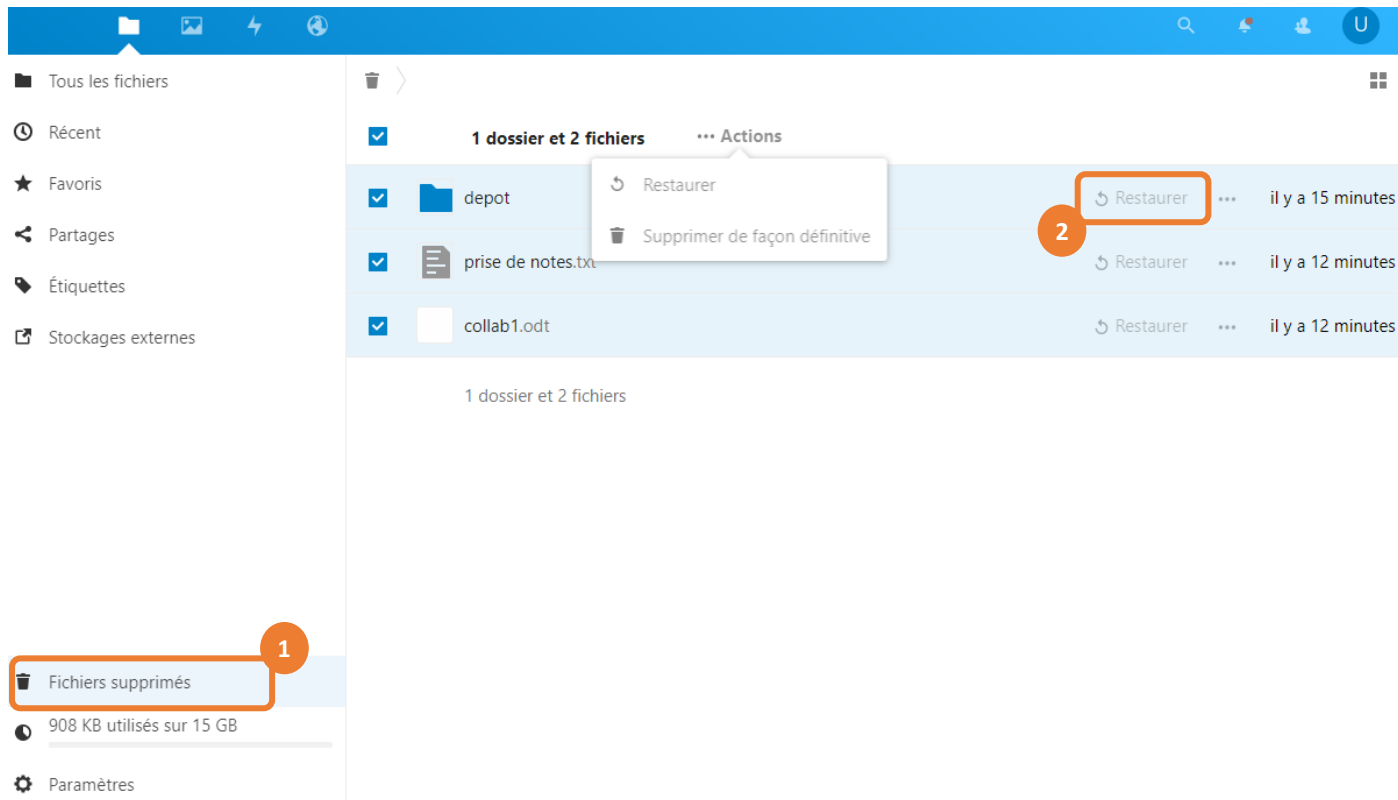 U
Tous les fichiers
Récent
1 dossier et 2 fichiers ··· Actions
Favoris
Restaurer
depot
Restaurer ··· il y a 15 minutes
2
Partages
Supprimer de façon définitive
prise de notes.txt
Restaurer ··· il y a 12 minutes
Étiquettes
collab1.odt
Restaurer ··· il y a 12 minutes
Stockages externes
1 dossier et 2 fichiers
1
Fichiers supprimés
908 KB utilisés sur 15 GB
Paramètres